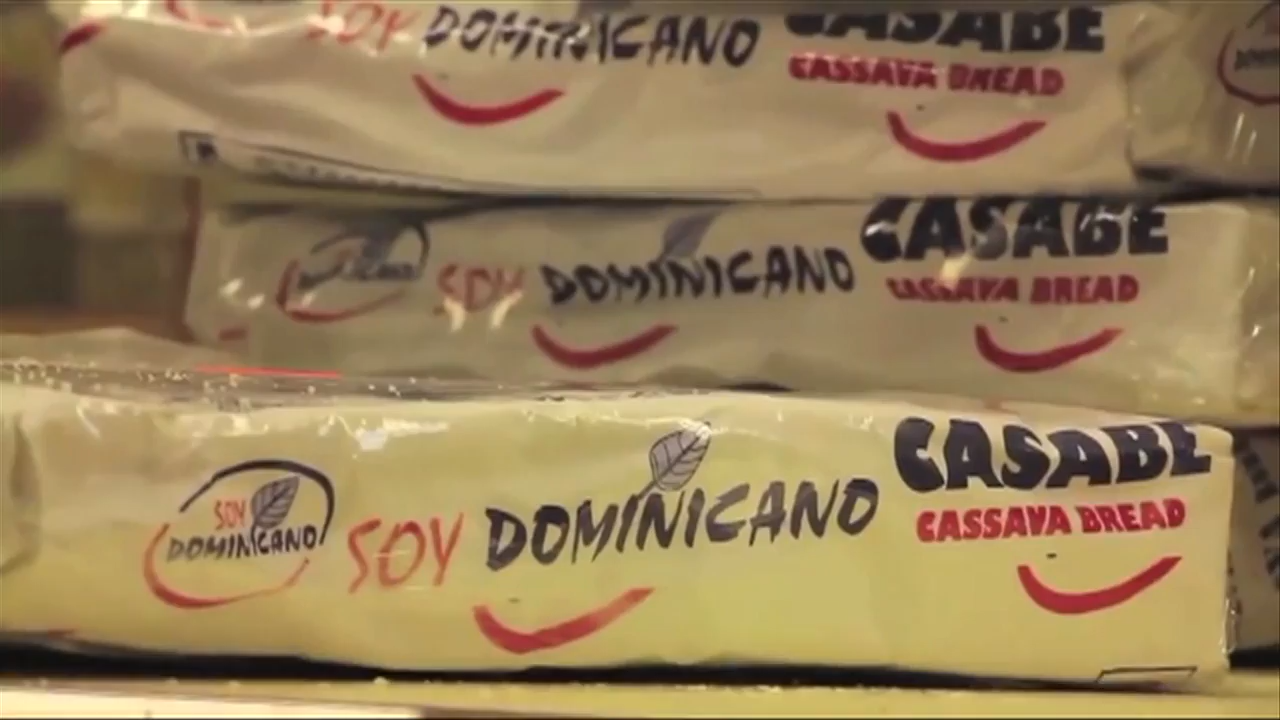 SOY DOMINICANO CASABE
CASSAVA BREAD
SOY DOMINICANO CASABE
CASSAVA BREAD
SOY
DOMINICANO
SOY DOMINICANO
CASABE
CASSAVA BREAD